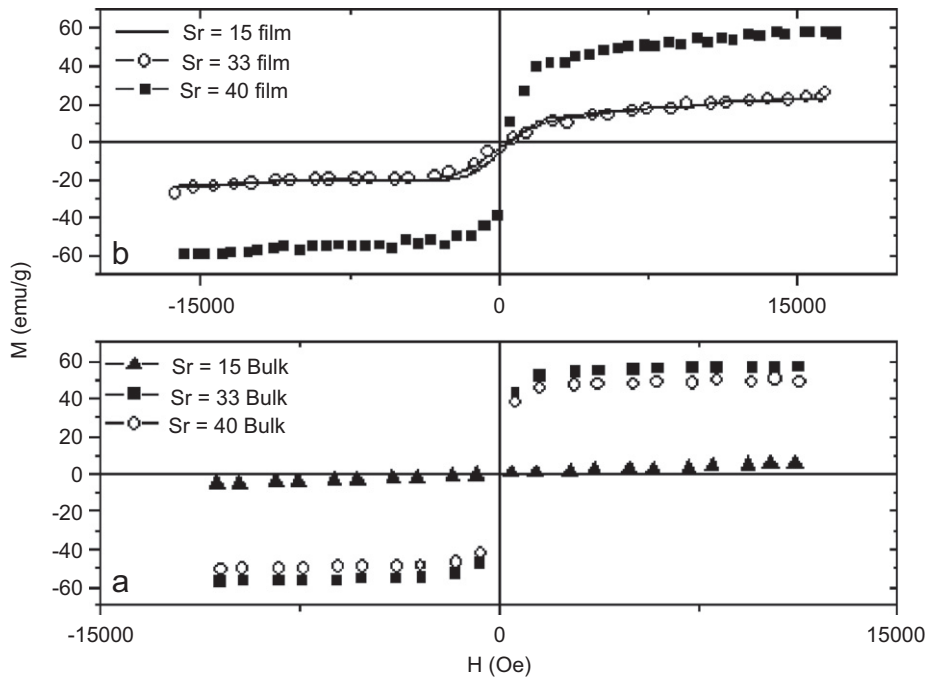 60
40
20
0
-20
-40
-60
Sr = 15 film
Sr = 33 film
Sr = 40 film
b
-15000
0
15000
M (emu/g)
60
40
20
0
-20
-40
-60
Sr = 15 Bulk
Sr = 33 Bulk
Sr = 40 Bulk
a
-15000
0
15000
H (Oe)